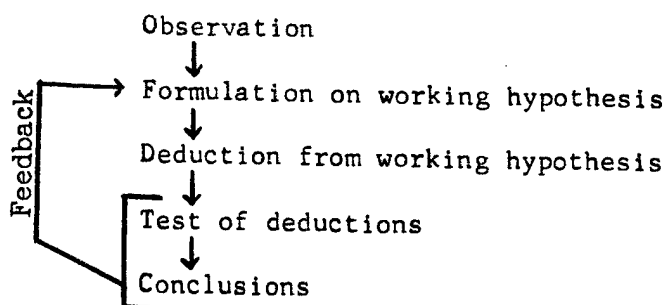 Observation
Formulation on working hypothesis
Feedback
Deduction from working hypothesis
Test of deductions
Conclusions